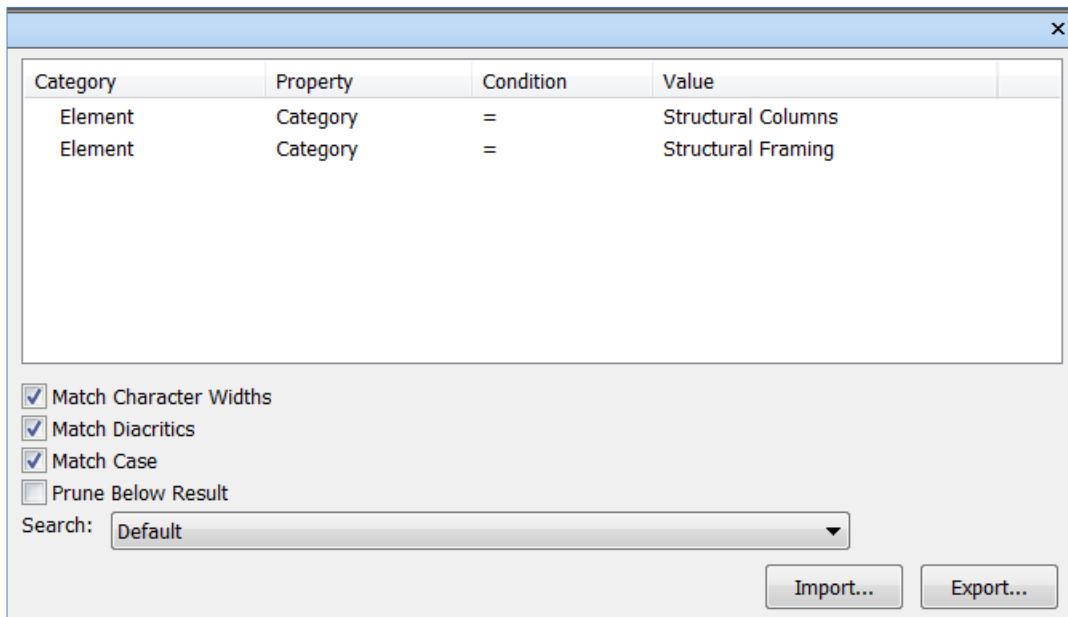 Category Property Condition Value
Element Category = Structural Columns
Element Category = Structural Framing
Match Character Widths
Match Diacritics
Match Case
Prune Below Result
Search: Default
Import... Export...